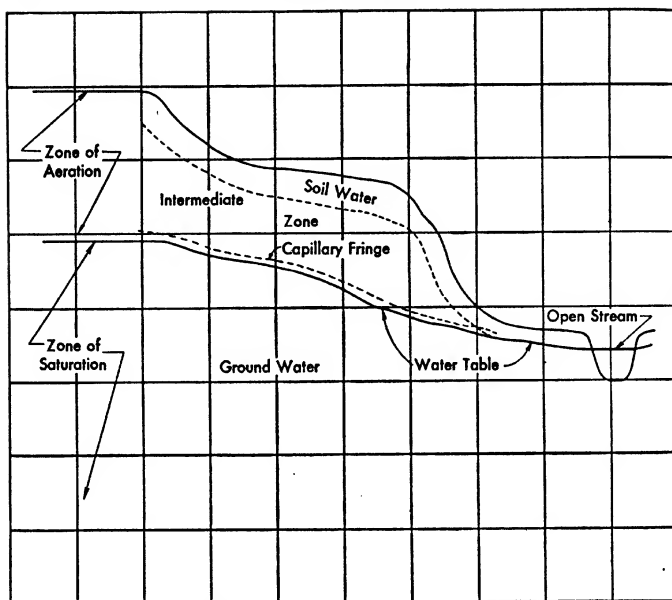 Zone of
Aeration
Soil Water
Intermediate
Zone
Capillary Fringe
Open Stream
Zone of
Saturation
Ground Water
Water Table